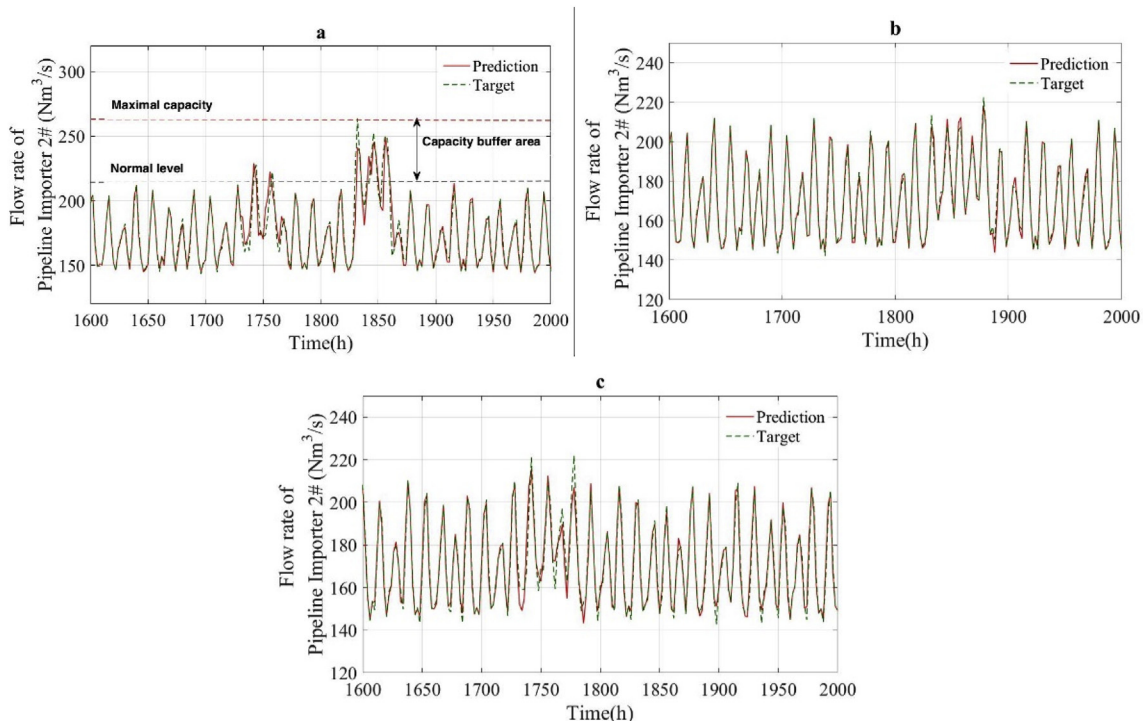 a
Flow rate of
Pipeline Importer 2# (Nm³/s)
300
250
200
150
Prediction
Target
Maximal capacity
Capacity buffer area
Normal level
1600 1650 1700 1750 1800 1850 1900 1950 2000
Time(h)
b
Flow rate of
Pipeline Importer 2# (Nm³/s)
240
220
200
180
160
140
120
Prediction
Target
1600 1700 1800 1900 2000
Time(h)
c
Flow rate of
Pipeline Importer 2# (Nm³/s)
240
220
200
180
160
140
120
Prediction
Target
1600 1650 1700 1750 1800 1850 1900 1950 2000
Time(h)